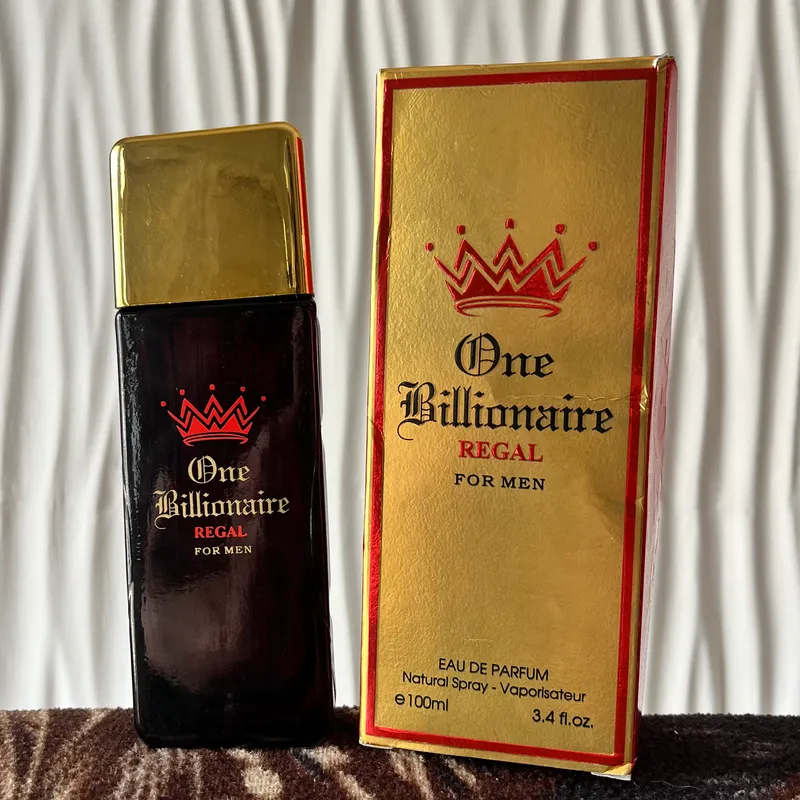 One
Billionaire
REGAL
FOR MEN
One
Billionaire
REGAL
FOR MEN
EAU DE PARFUM
Natural Spray - Vaporisateur
℮100ml 3.4 fl.oz.